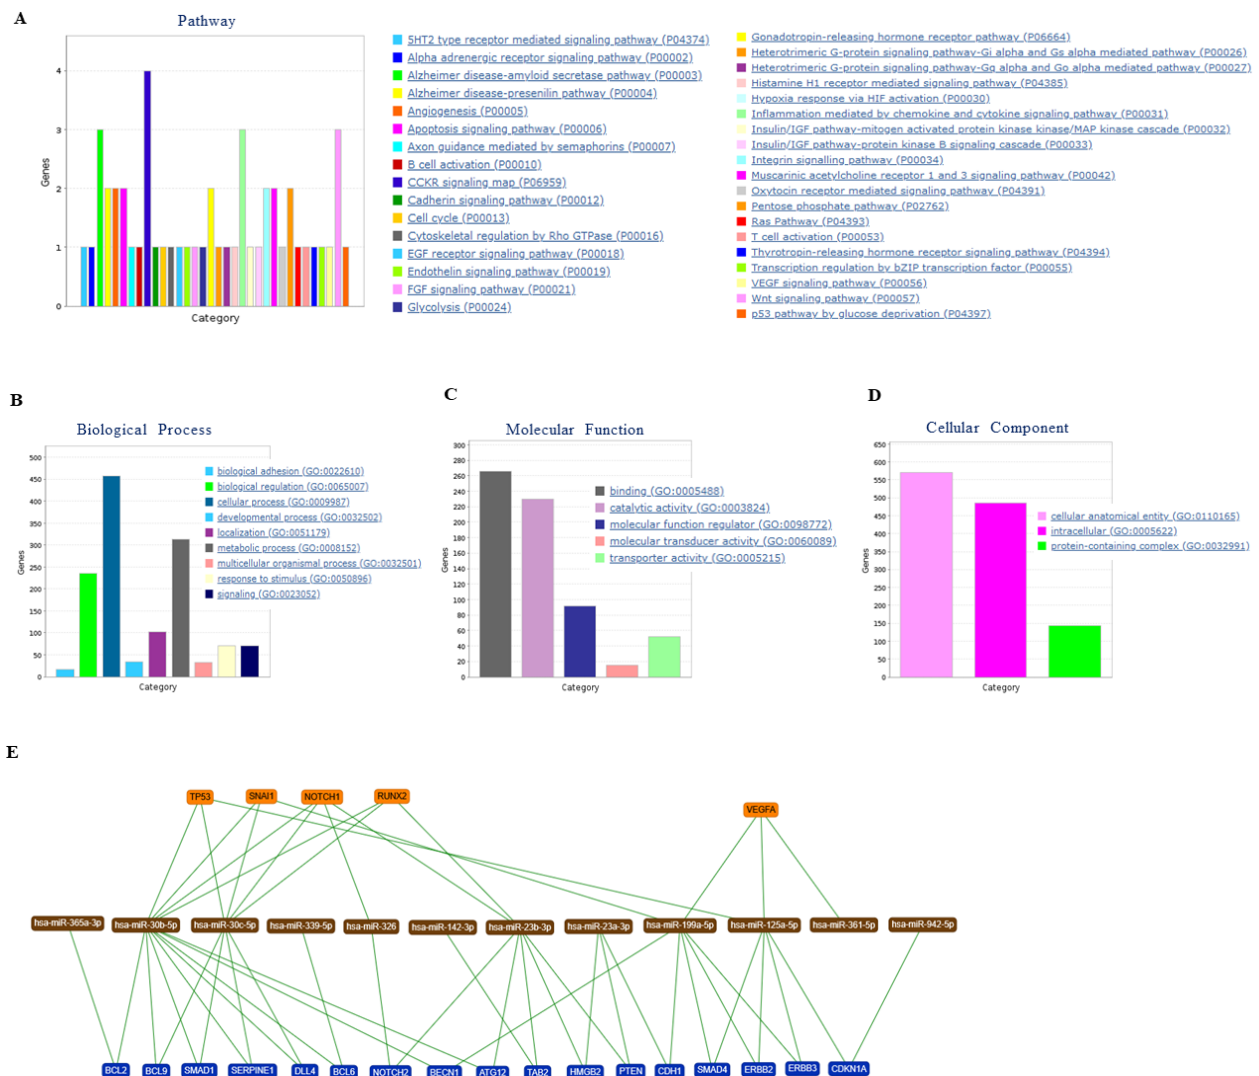 A
Pathway
Genes
4
3
2
1
0
Category
5HT2 type receptor mediated signaling pathway (P04374)
Alpha adrenergic receptor signaling pathway (P00002)
Alzheimer disease-amyloid secretase pathway (P00003)
Alzheimer disease-presenilin pathway (P00004)
Angiogenesis (P00005)
Apoptosis signaling pathway (P00006)
Axon guidance mediated by semaphorins (P00007)
B cell activation (P00010)
CCKR signaling map (P06959)
Cadherin signaling pathway (P00012)
Cell cycle (P00013)
Cytoskeletal regulation by Rho GTPase (P00016)
EGF receptor signaling pathway (P00018)
Endothelin signaling pathway (P00019)
FGF signaling pathway (P00021)
Glycolysis (P00024)
Gonadotropin-releasing hormone receptor pathway (P06664)
Heterotrimeric G-protein signaling pathway-Gi alpha and Gs alpha mediated pathway (P00026)
Heterotrimeric G-protein signaling pathway-Gq alpha and Go alpha mediated pathway (P00027)
Histamine H1 receptor mediated signaling pathway (P04385)
Hypoxia response via HIF activation (P00030)
Inflammation mediated by chemokine and cytokine signaling pathway (P00031)
Insulin/IGF pathway-mitogen activated protein kinase kinase/MAP kinase cascade (P00032)
Insulin/IGF pathway-protein kinase B signaling cascade (P00033)
Integrin signalling pathway (P00034)
Muscarinic acetylcholine receptor 1 and 3 signaling pathway (P00042)
Oxytocin receptor mediated signaling pathway (P04391)
Pentose phosphate pathway (P02762)
Ras Pathway (P04393)
T cell activation (P00053)
Thyrotropin-releasing hormone receptor signaling pathway (P04394)
Transcription regulation by bZIP transcription factor (P00055)
VEGF signaling pathway (P00056)
Wnt signaling pathway (P00057)
p53 pathway by glucose deprivation (P04397)
B
Biological Process
Genes
500
450
400
350
300
250
200
150
100
50
0
Category
biological adhesion (GO:0022610)
biological regulation (GO:0065007)
cellular process (GO:0009987)
developmental process (GO:0032502)
localization (GO:0051179)
metabolic process (GO:0008152)
multicellular organismal process (GO:0032501)
response to stimulus (GO:0050896)
signaling (GO:0023052)
C
Molecular Function
Genes
300
280
260
240
220
200
180
160
140
120
100
80
60
40
20
0
Category
binding (GO:0005488)
catalytic activity (GO:0003824)
molecular function regulator (GO:0098772)
molecular transducer activity (GO:0060089)
transporter activity (GO:0005215)
D
Cellular Component
Genes
650
600
550
500
450
400
350
300
250
200
150
100
50
0
Category
cellular anatomical entity (GO:0110165)
intracellular (GO:0005622)
protein-containing complex (GO:0032991)
E
TP53 SNAI1 NOTCH1 RUNX2 VEGFA
hsa-miR-365a-3p hsa-miR-30b-5p hsa-miR-30c-5p hsa-miR-339-5p hsa-miR-326 hsa-miR-142-3p hsa-miR-23b-3p hsa-miR-23a-3p hsa-miR-199a-5p hsa-miR-125a-5p hsa-miR-361-5p hsa-miR-942-5p
BCL2 BCL9 SMAD1 SERPINE1 DLL4 BCL6 NOTCH2 BECN1 ATG12 TAB2 HMGB2 PTEN CDH1 SMAD4 ERBB2 ERBB3 CDKN1A